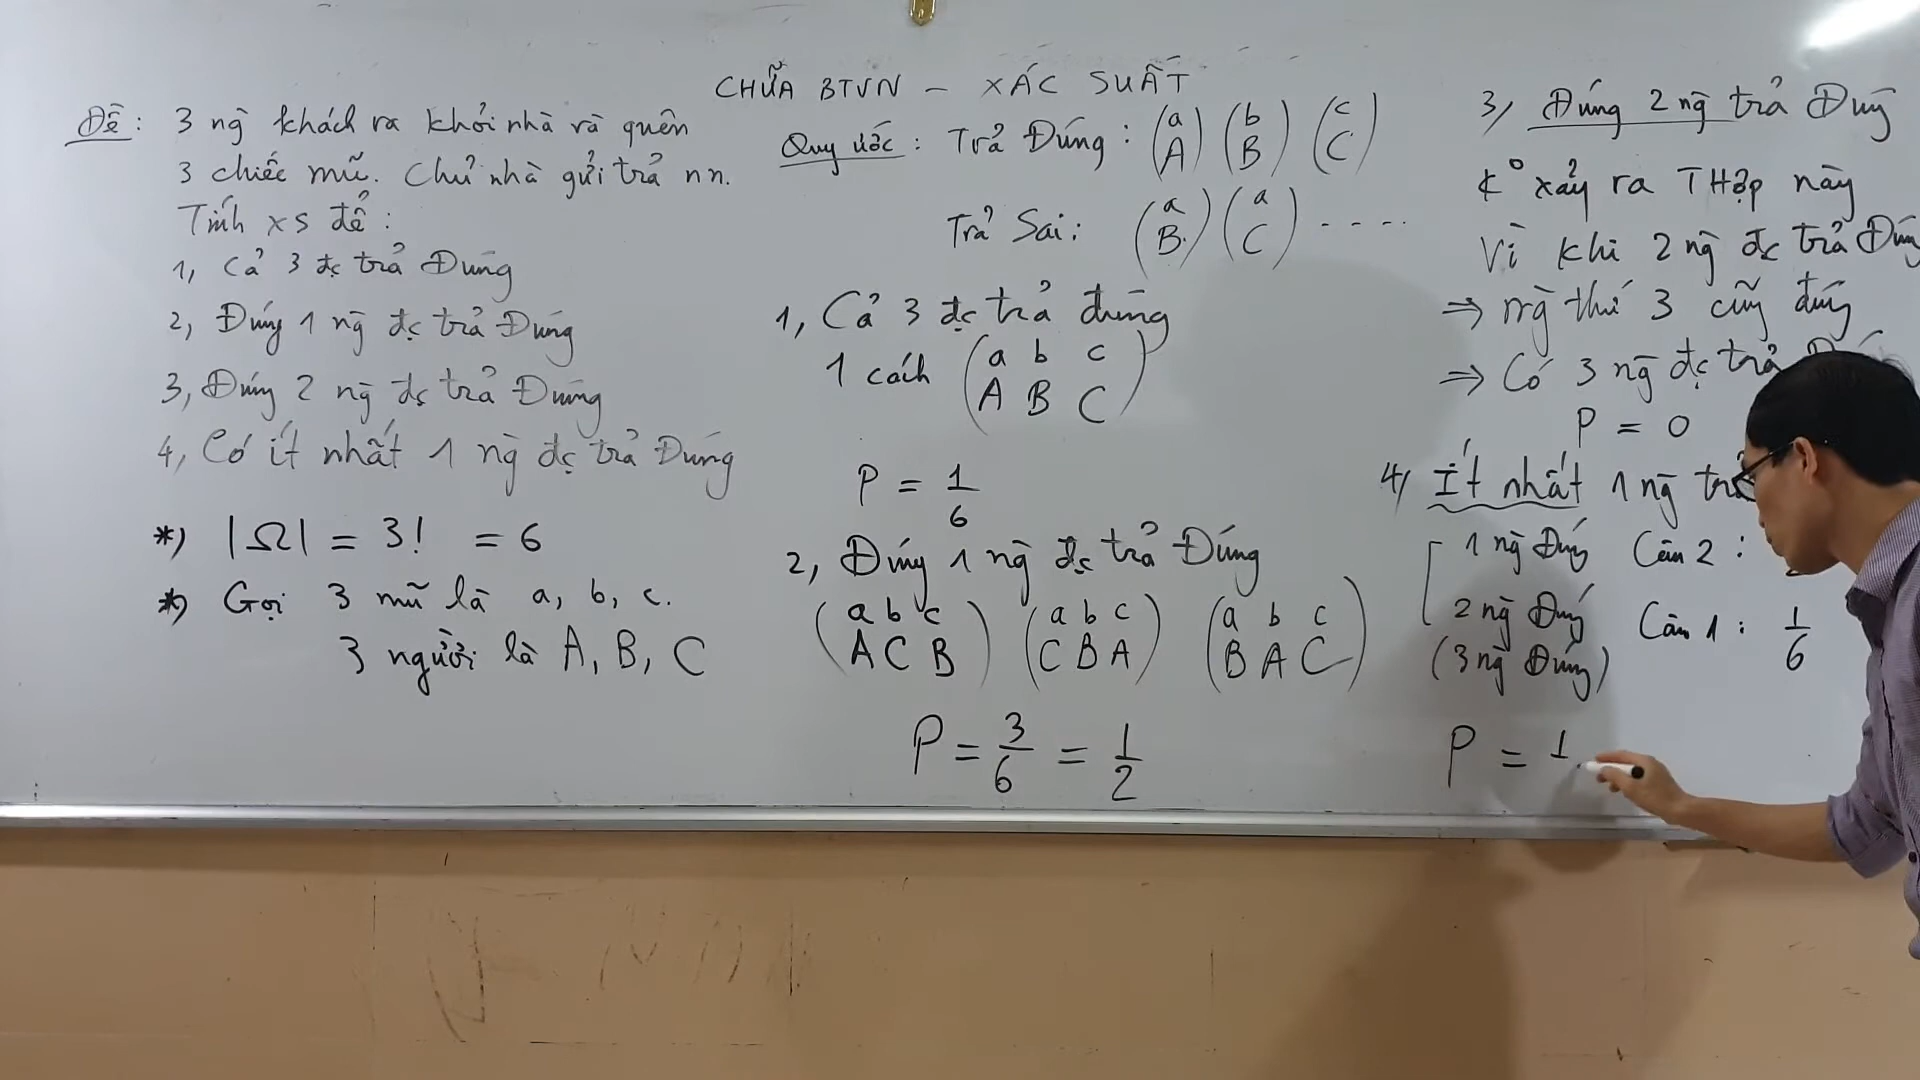 CHỮA BTVN - XÁC SUẤT
Đề: 3 ng̀ khách ra khỏi nhà và quên
3 chiếc mũ. Chủ nhà gửi trả nn.
Tính xs để:
1, Cả 3 đc trả Đúng
2, Đúng 1 ng̀ đc trả Đúng
3, Đúng 2 ng̀ đc trả Đúng
4, Có ít nhất 1 ng̀ đc trả Đúng
*) |Ω| = 3! = 6
*) Gọi 3 mũ là a, b, c.
3 người là A, B, C
Quy ước: Trả Đúng: (a A) (b B) (c C)
Trả Sai: (a B) (a C) ....
1, Cả 3 đc trả đúng
1 cách (a b c
A B C)
P = 1/6
2, Đúng 1 ng̀ đc trả Đúng
(a b c) (a b c) (a b c)
(A C B) (C B A) (B A C)
P = 3/6 = 1/2
3, Đúng 2 ng̀ trả Đúng
K° xảy ra THợp này
Vì khi 2 ng̀ đc trả Đúng
⇒ ng̀ thứ 3 cũng đúng
⇒ Có 3 ng̀ đc trả
P = 0
4, Ít nhất 1 ng̀
1 ng̀ Đúng Câu 2:
2 ng̀ Đúng
(3 ng̀ Đúng) Câu 1: 1/6
P = 1